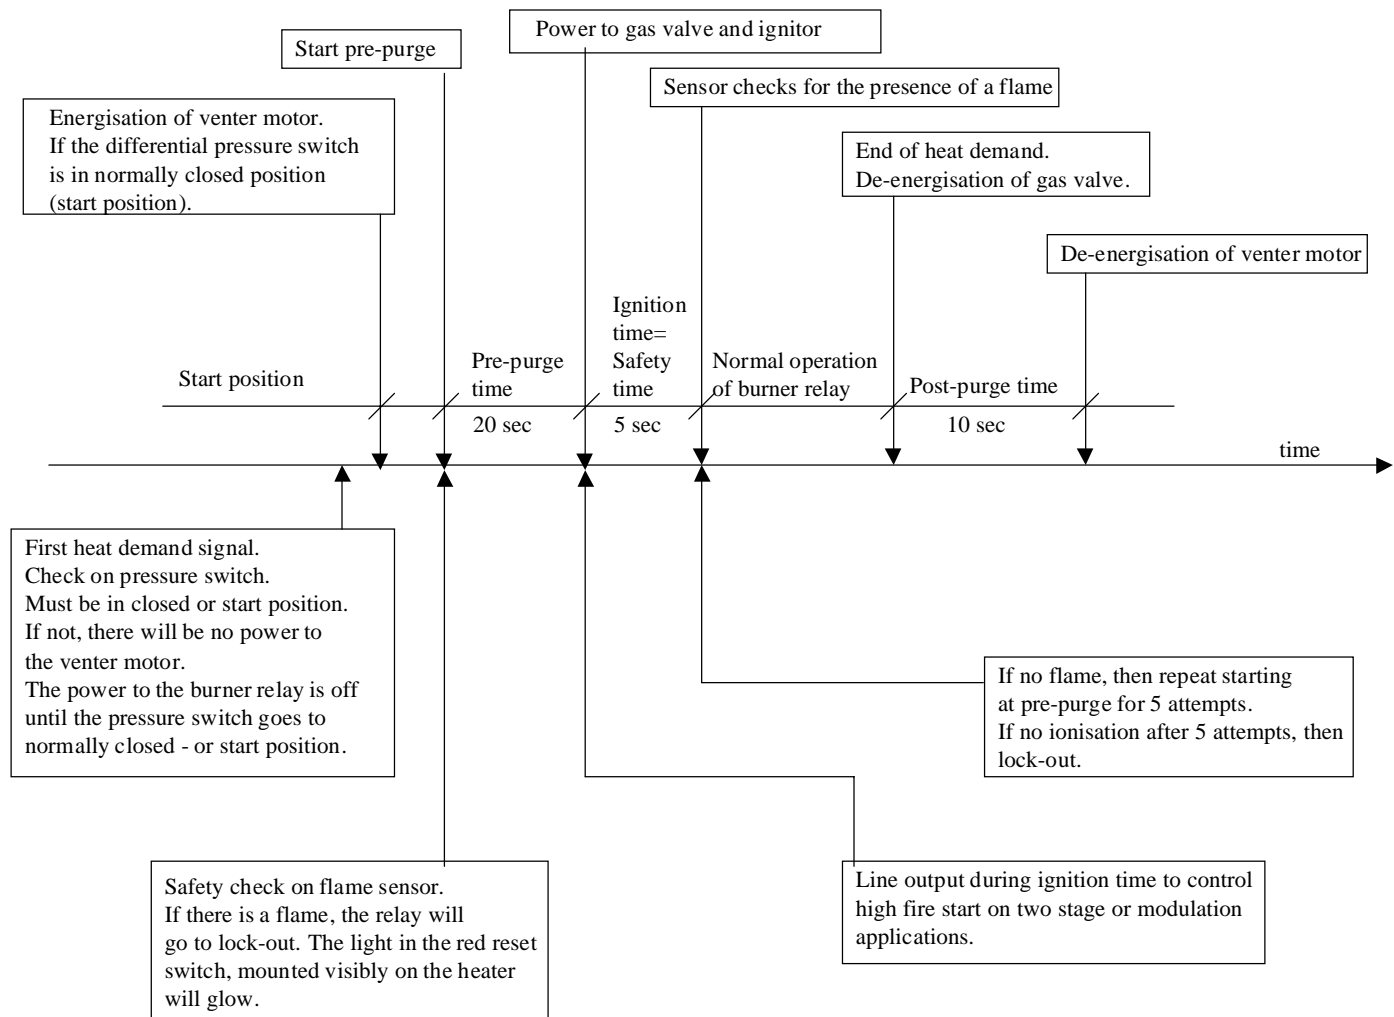 Power to gas valve and ignitor
Start pre-purge
Sensor checks for the presence of a flame
Energisation of venter motor.
If the differential pressure switch
is in normally closed position
(start position).
End of heat demand.
De-energisation of gas valve.
De-energisation of venter motor
Start position
Pre-purge
time
20 sec
Ignition
time=
Safety
time
5 sec
Normal operation
of burner relay
Post-purge time
10 sec
time
First heat demand signal.
Check on pressure switch.
Must be in closed or start position.
If not, there will be no power to
the venter motor.
The power to the burner relay is off
until the pressure switch goes to
normally closed - or start position.
If no flame, then repeat starting
at pre-purge for 5 attempts.
If no ionisation after 5 attempts, then
lock-out.
Safety check on flame sensor.
If there is a flame, the relay will
go to lock-out. The light in the red reset
switch, mounted visibly on the heater
will glow.
Line output during ignition time to control
high fire start on two stage or modulation
applications.